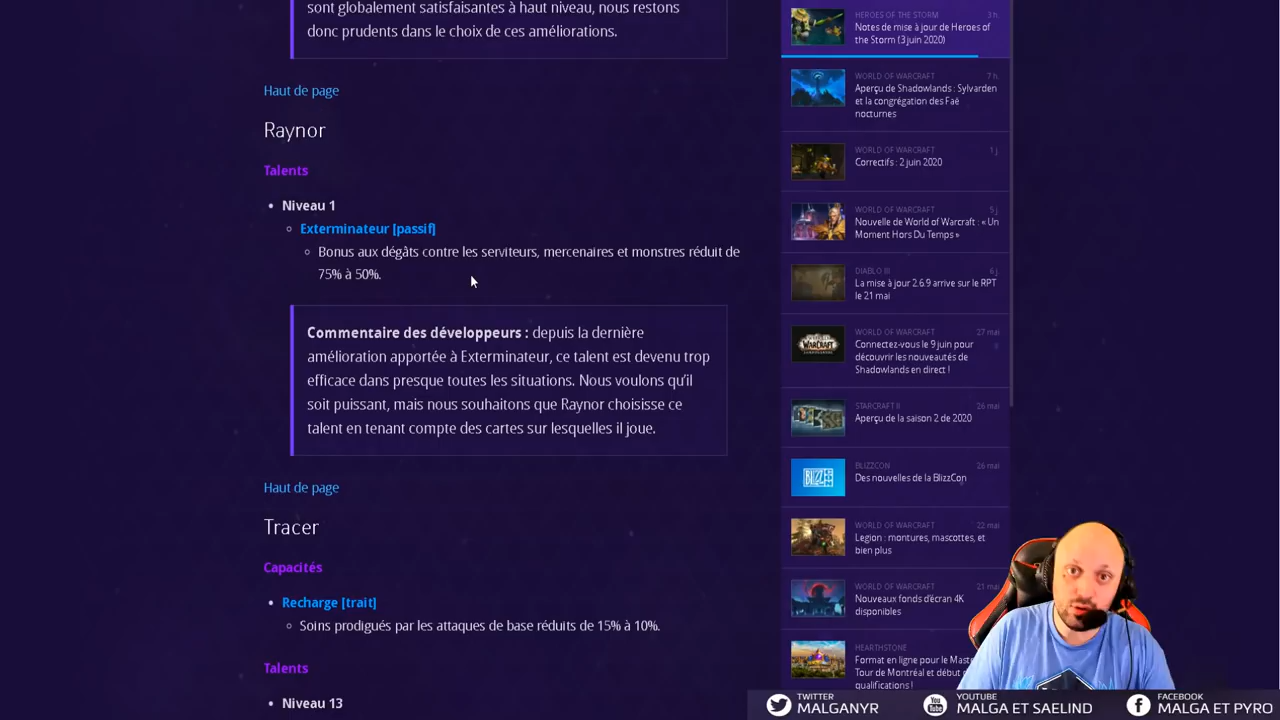 sont globalement satisfaisantes à haut niveau, nous restons
donc prudents dans le choix de ces améliorations.
Haut de page
Raynor
Talents
Niveau 1
Exterminateur [passif]
Bonus aux dégâts contre les serviteurs, mercenaires et monstres réduit de
75% à 50%.
Commentaire des développeurs : depuis la dernière
amélioration apportée à Exterminateur, ce talent est devenu trop
efficace dans presque toutes les situations. Nous voulons qu'il
soit puissant, mais nous souhaitons que Raynor choisisse ce
talent en tenant compte des cartes sur lesquelles il joue.
Haut de page
Tracer
Capacités
Recharge [trait]
Soins prodigués par les attaques de base réduits de 15% à 10%.
Talents
Niveau 13
HEROES OF THE STORM 3 h.
Notes de mise à jour de Heroes of
the Storm (3 juin 2020)
WORLD OF WARCRAFT 7 h.
Aperçu de Shadowlands : Sylvarden
et la congrégation des Faë
nocturnes
WORLD OF WARCRAFT 1 j.
Correctifs : 2 juin 2020
WORLD OF WARCRAFT 5 j.
Nouvelle de World of Warcraft : « Un
Moment Hors Du Temps »
DIABLO III 6 j.
La mise à jour 2.6.9 arrive sur le RPT
le 21 mai
WORLD OF WARCRAFT 27 mai
Connectez-vous le 9 juin pour
découvrir les nouveautés de
Shadowlands en direct !
STARCRAFT II 26 mai
Aperçu de la saison 2 de 2020
BLIZZCON 26 mai
Des nouvelles de la BlizzCon
WORLD OF WARCRAFT 22 mai
Legion : montures, mascottes, et
bien plus
WORLD OF WARCRAFT 21 mai
Nouveaux fonds d'écran 4K
disponibles
HEARTHSTONE
Format en ligne pour le
Tour de Montréal et début
qualifications !
TWITTER
MALGANYR
YOUTUBE
MALGA ET SAELIND
FACEBOOK
MALGA ET PYRO